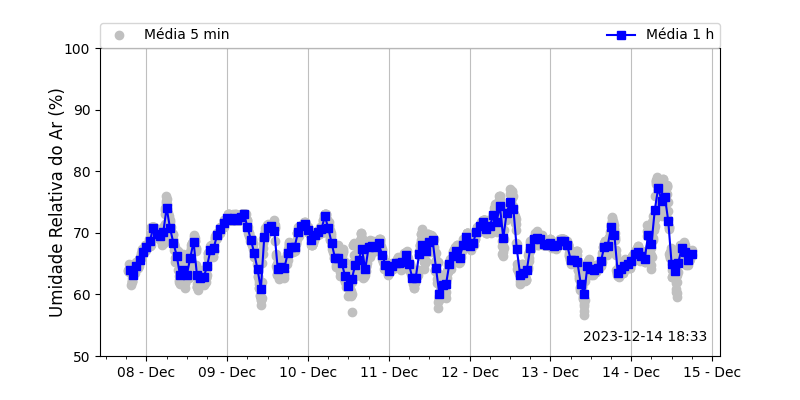 Média 5 min
Média 1 h
Umidade Relativa do Ar (%)
100
90
80
70
60
50
2023-12-14 18:33
08 - Dec
09 - Dec
10 - Dec
11 - Dec
12 - Dec
13 - Dec
14 - Dec
15 - Dec